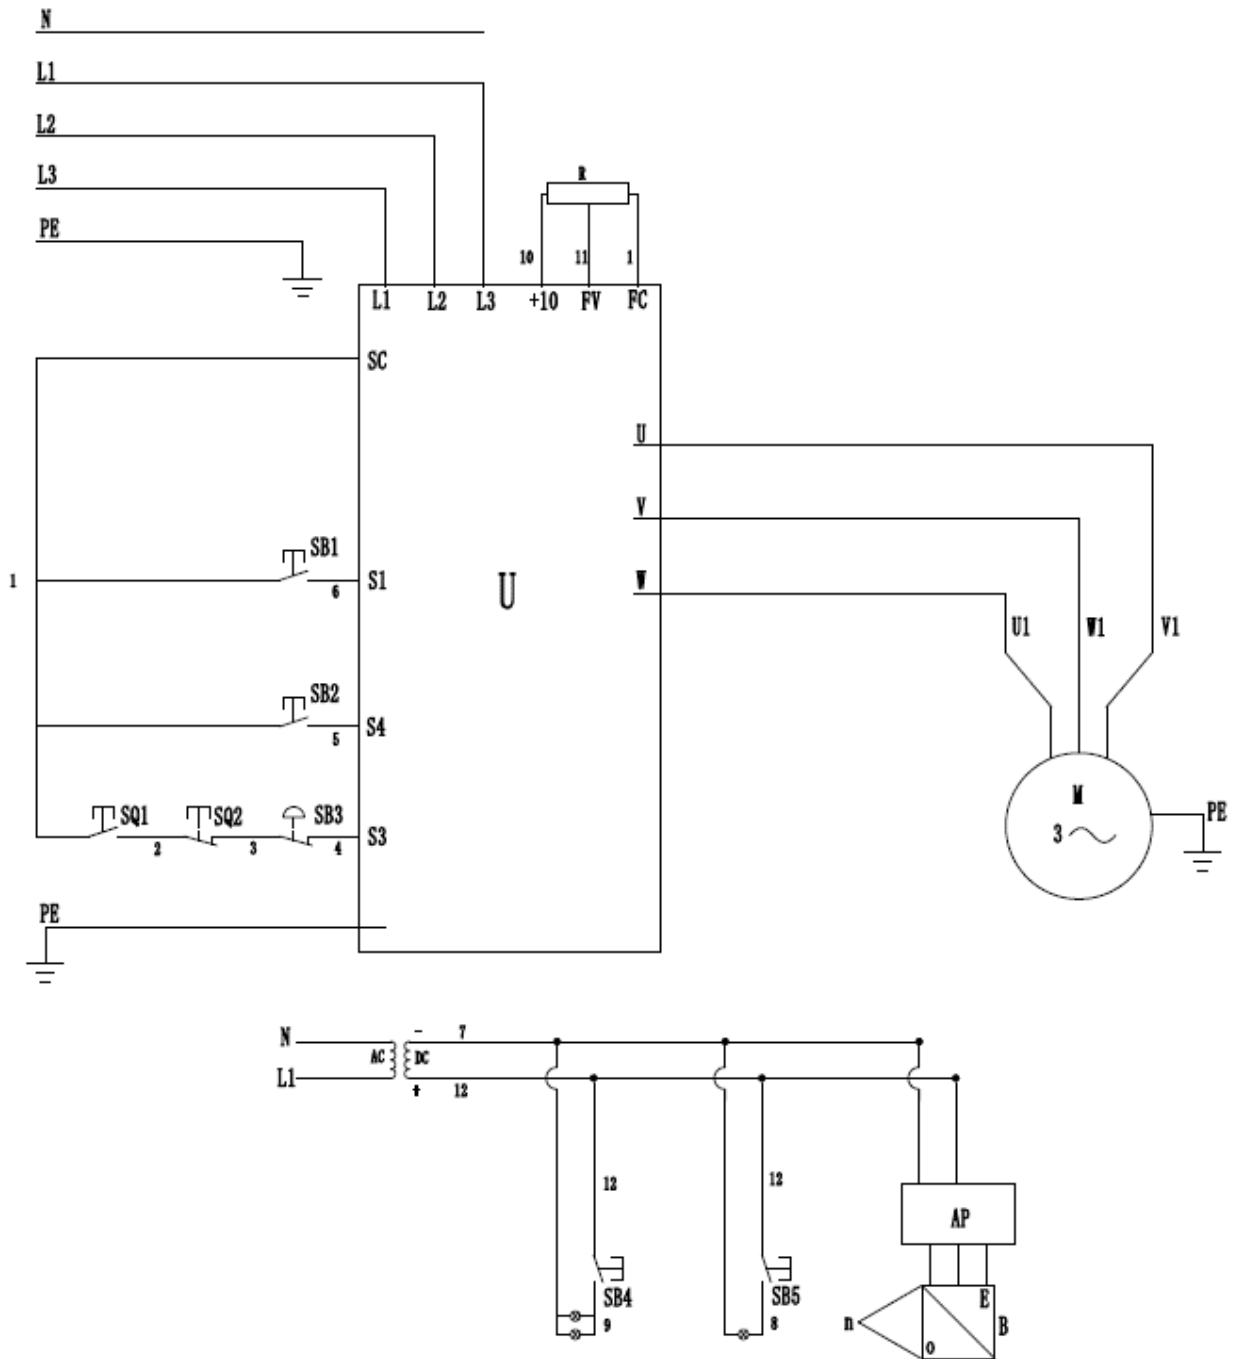 N
L1
L2
L3
PE
R
10 11 1
L1 L2 L3 +10 FV FC
SC
U
V
SB1
1 6 S1 U W
U1 W1 V1
SB2
5 S4
SQ1 SQ2 SB3
2 3 4 S3
M
3
PE
PE
N AC - DC 7
L1 + 12
12 12
AP
SB4 SB5
9 8
n E B
O